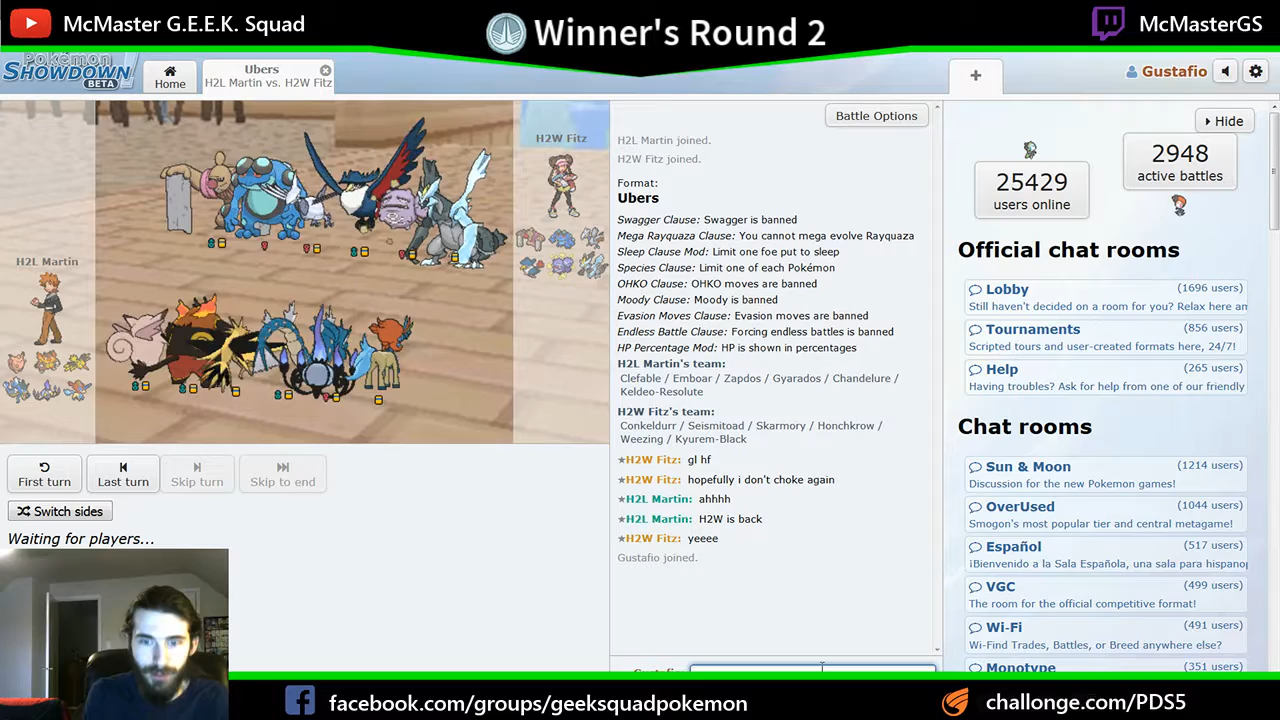 McMaster G.E.E.K. Squad
Winner's Round 2
McMasterGS
Pokémon
SHOWDOWN
BETA
Home
Ubers
H2L Martin vs. H2W Fitz
+
Gustafio
H2W Fitz
H2L Martin
Battle Options
H2L Martin joined.
H2W Fitz joined.
Format:
Ubers
Swagger Clause: Swagger is banned
Mega Rayquaza Clause: You cannot mega evolve Rayquaza
Sleep Clause Mod: Limit one foe put to sleep
Species Clause: Limit one of each Pokémon
OHKO Clause: OHKO moves are banned
Moody Clause: Moody is banned
Evasion Moves Clause: Evasion moves are banned
Endless Battle Clause: Forcing endless battles is banned
HP Percentage Mod: HP is shown in percentages
H2L Martin's team:
Clefable / Emboar / Zapdos / Gyarados / Chandelure /
Keldeo-Resolute
H2W Fitz's team:
Conkeldurr / Seismitoad / Skarmory / Honchkrow /
Weezing / Kyurem-Black
★H2W Fitz: gl hf
★H2W Fitz: hopefully i don't choke again
★H2L Martin: ahhhh
★H2L Martin: H2W is back
★H2W Fitz: yeeee
Gustafio joined.
First turn
Last turn
Skip turn
Skip to end
Switch sides
Waiting for players...
Hide
25429
users online
2948
active battles
Official chat rooms
Lobby (1696 users)
Still haven't decided on a room for you? Relax here am
Tournaments (856 users)
Scripted tours and user-created formats here, 24/7!
Help (265 users)
Having troubles? Ask for help from one of our friendly
Chat rooms
Sun & Moon (1214 users)
Discussion for the new Pokemon games!
OverUsed (1044 users)
Smogon's most popular tier and central metagame!
Español (517 users)
¡Bienvenido a la Sala Española, una sala para hispanop
VGC (499 users)
The room for the official competitive format!
Wi-Fi (491 users)
Wi-Find Trades, Battles, or Breed anywhere else?
Monotype (351 users)
facebook.com/groups/geeksquadpokemon
challonge.com/PDS5